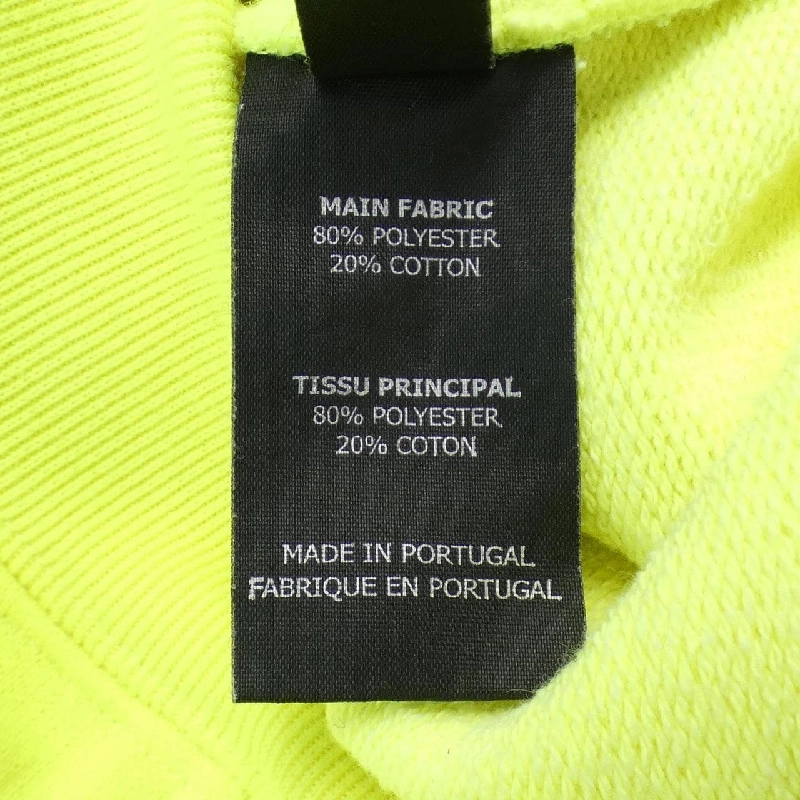 MAIN FABRIC
80% POLYESTER
20% COTTON
TISSU PRINCIPAL
80% POLYESTER
20% COTON
MADE IN PORTUGAL
FABRIQUE EN PORTUGAL